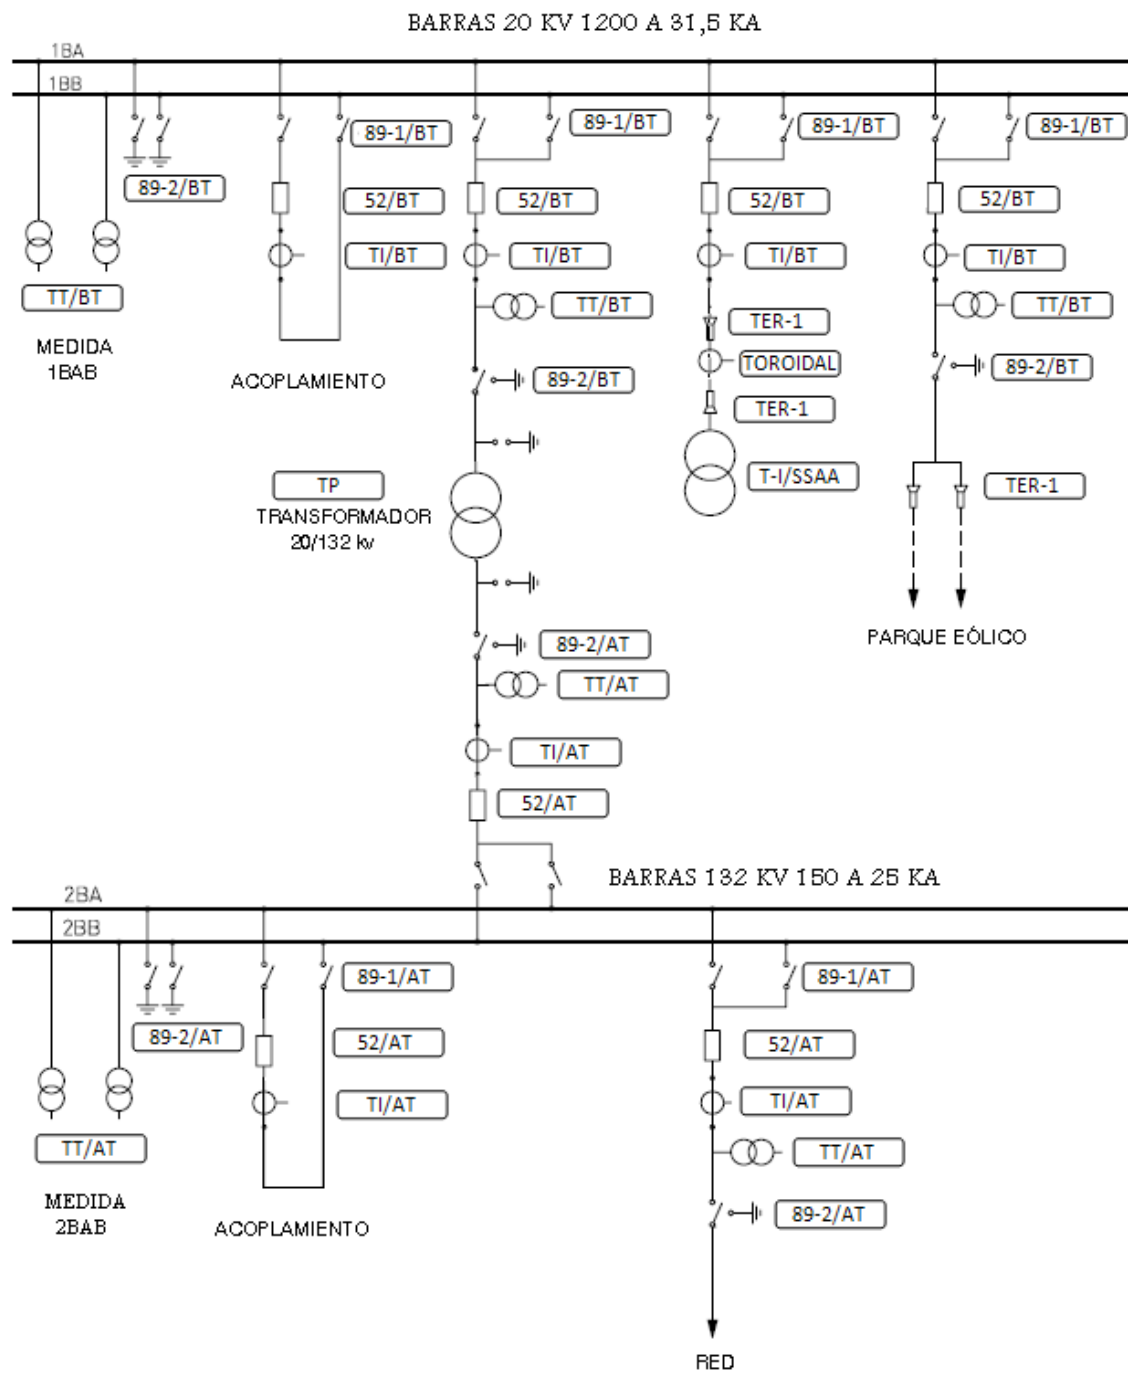 BARRAS 20 KV 1200 A 31,5 KA
1BA
1BB
89-1/BT
89-1/BT
89-1/BT
89-1/BT
89-2/BT
52/BT
52/BT
52/BT
52/BT
TI/BT
TI/BT
TI/BT
TI/BT
TT/BT
TT/BT
TT/BT
MEDIDA
1BAB
ACOPLAMIENTO
TER-1
TOROIDAL
89-2/BT
89-2/BT
TER-1
TP
T-I/SSAA
TER-1
TRANSFORMADOR
20/132 kv
PARQUE EÓLICO
89-2/AT
TT/AT
TI/AT
52/AT
BARRAS 132 KV 150 A 25 KA
2BA
2BB
89-1/AT
89-1/AT
89-2/AT
52/AT
52/AT
TI/AT
TI/AT
TT/AT
TT/AT
MEDIDA
2BAB
ACOPLAMIENTO
89-2/AT
RED